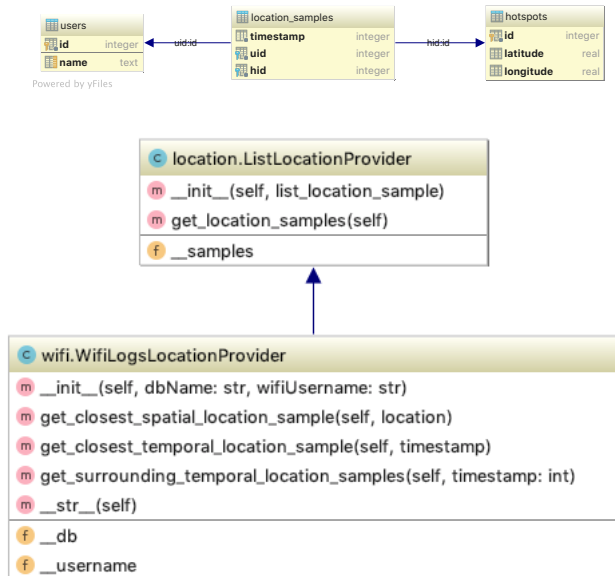 users
id integer
name text
Powered by yFiles
uid:id
location_samples
timestamp integer
uid integer
hid integer
hid:id
hotspots
id integer
latitude real
longitude real
C location.ListLocationProvider
m __init__(self, list_location_sample)
m get_location_samples(self)
f __samples
C wifi.WifiLogsLocationProvider
m __init__(self, dbName: str, wifiUsername: str)
m get_closest_spatial_location_sample(self, location)
m get_closest_temporal_location_sample(self, timestamp)
m get_surrounding_temporal_location_samples(self, timestamp: int)
m __str__(self)
f __db
f __username